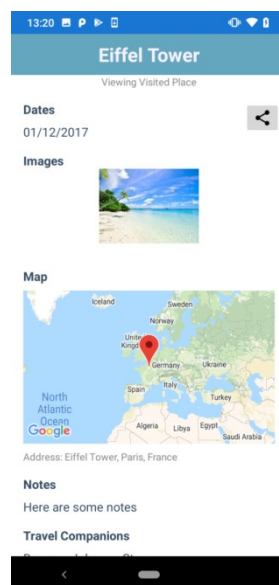 13:20
Eiffel Tower
Viewing Visited Place
Dates
01/12/2017
Images
Map
Iceland
Sweden
Norway
Unite
Kingd
Germany
Ukraine
Italy
Spain
Turkey
North
Atlantic
Ocean
Algeria
Libya
Egypt
Saudi Arabia
Google
Address: Eiffel Tower, Paris, France
Notes
Here are some notes
Travel Companions